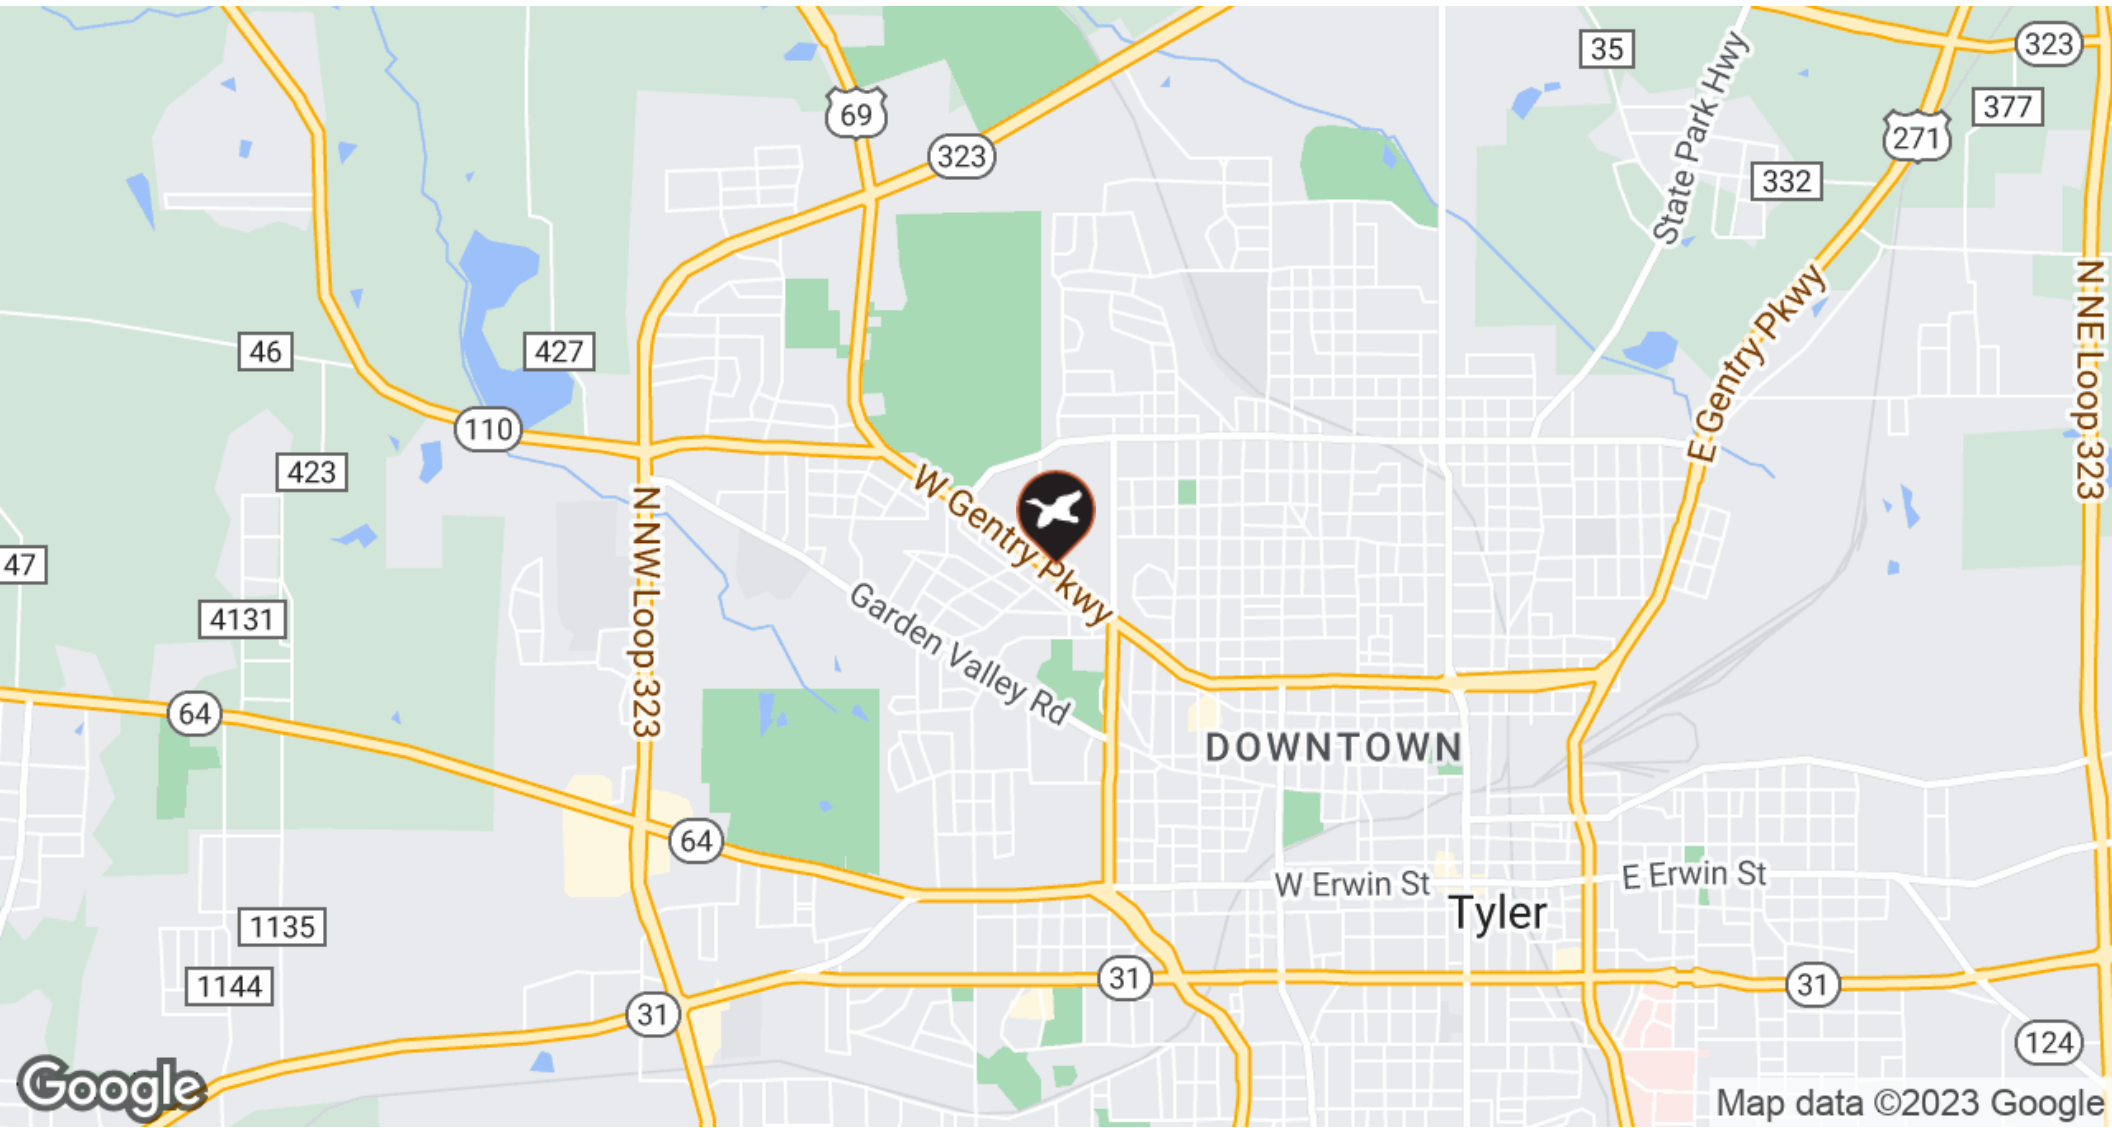 35
323
State Park Hwy
69
377
271
323
332
N NE Loop 323
E Gentry Pkwy
46
427
110
423
W Gentry Pkwy
N NW Loop 323
47
4131
Garden Valley Rd
64
DOWNTOWN
64
E Erwin St
W Erwin St
Tyler
1135
31
1144
31
31
124
Google
Map data ©2023 Google